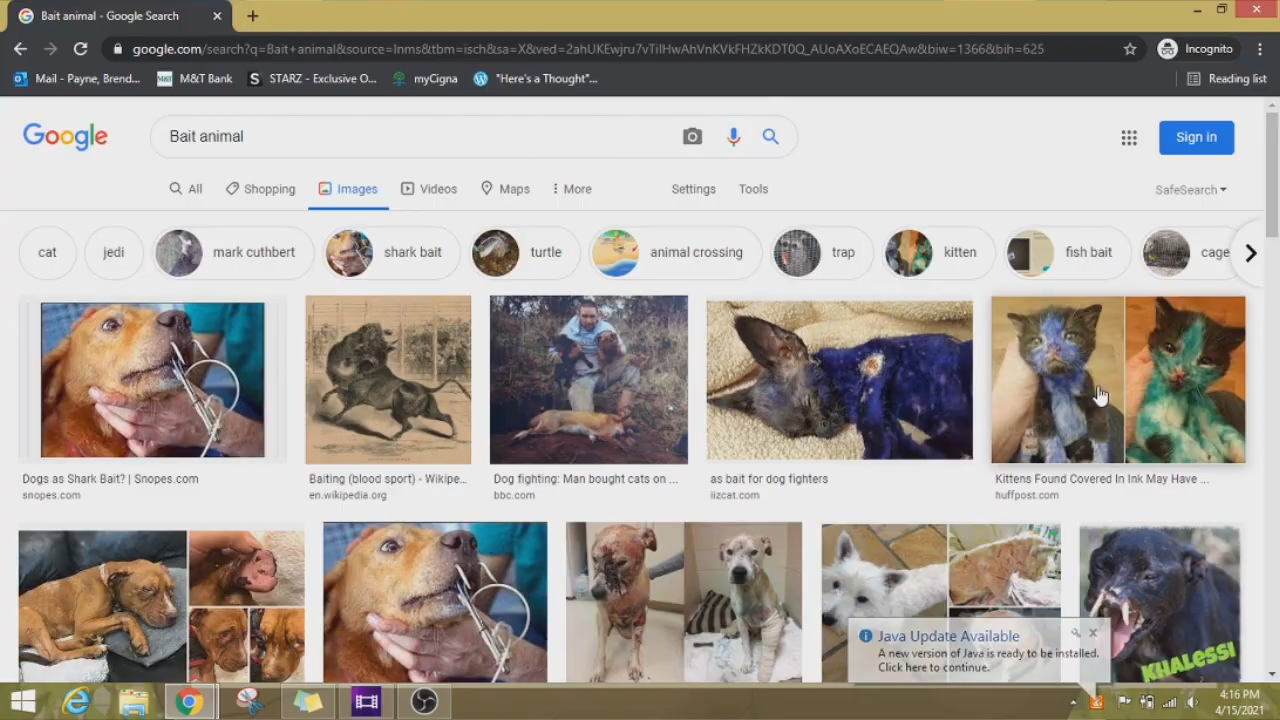 Bait animal - Google Search
google.com/search?q=Bait+animal&source=lnms&tbm=isch&sa=X&ved=2ahUKEwjru7vTilHwAhVnKVkFHZkKDT0Q_AUoAXoECAEQAw&biw=1366&bih=625
Incognito
Mail - Payne, Brend...
M&T Bank
STARZ - Exclusive O...
myCigna
"Here's a Thought"...
Reading list
Google
Bait animal
Sign in
All
Shopping
Images
Videos
Maps
More
Settings
Tools
SafeSearch
cat
jedi
mark cuthbert
shark bait
turtle
animal crossing
trap
kitten
fish bait
cage
Dogs as Shark Bait? | Snopes.com
snopes.com
Baiting (blood sport) - Wikipe...
en.wikipedia.org
Dog fighting: Man bought cats on ...
bbc.com
as bait for dog fighters
iizcat.com
Kittens Found Covered In Ink May Have ...
huffpost.com
KHALESSI
Java Update Available
A new version of Java is ready to be installed.
Click here to continue.
4:16 PM
4/15/2021